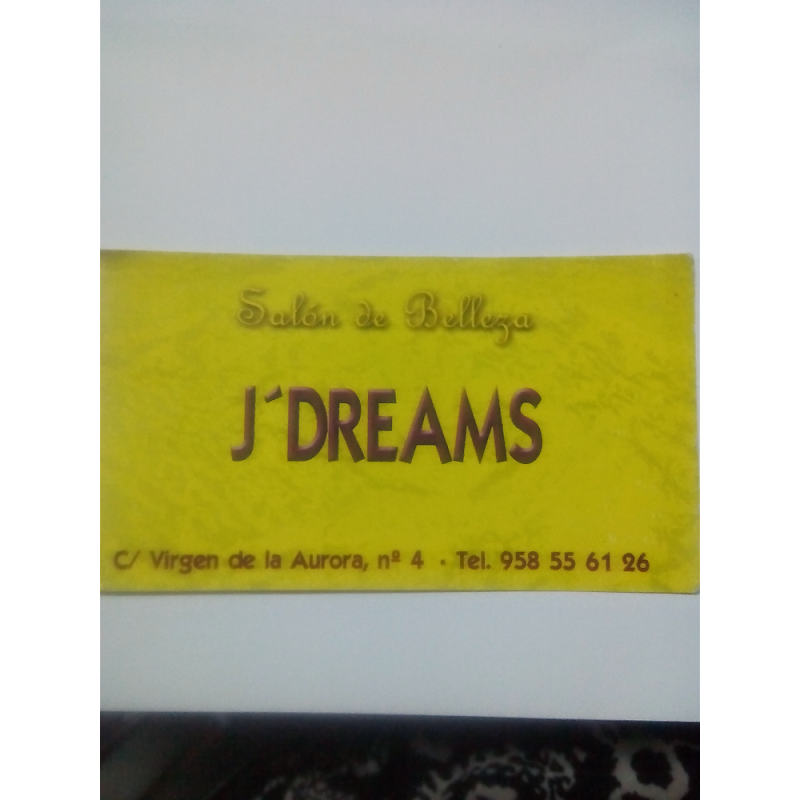 Salón de Belleza
J´DREAMS
C/ Virgen de la Aurora, nº 4 · Tel. 958 55 61 26